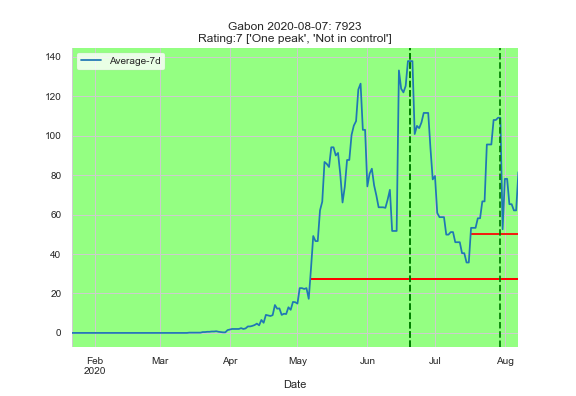 Gabon 2020-08-07: 7923
Rating:7 ['One peak', 'Not in control']
Average-7d
140
120
100
80
60
40
20
0
Feb Mar Apr May Jun Jul Aug
2020
Date